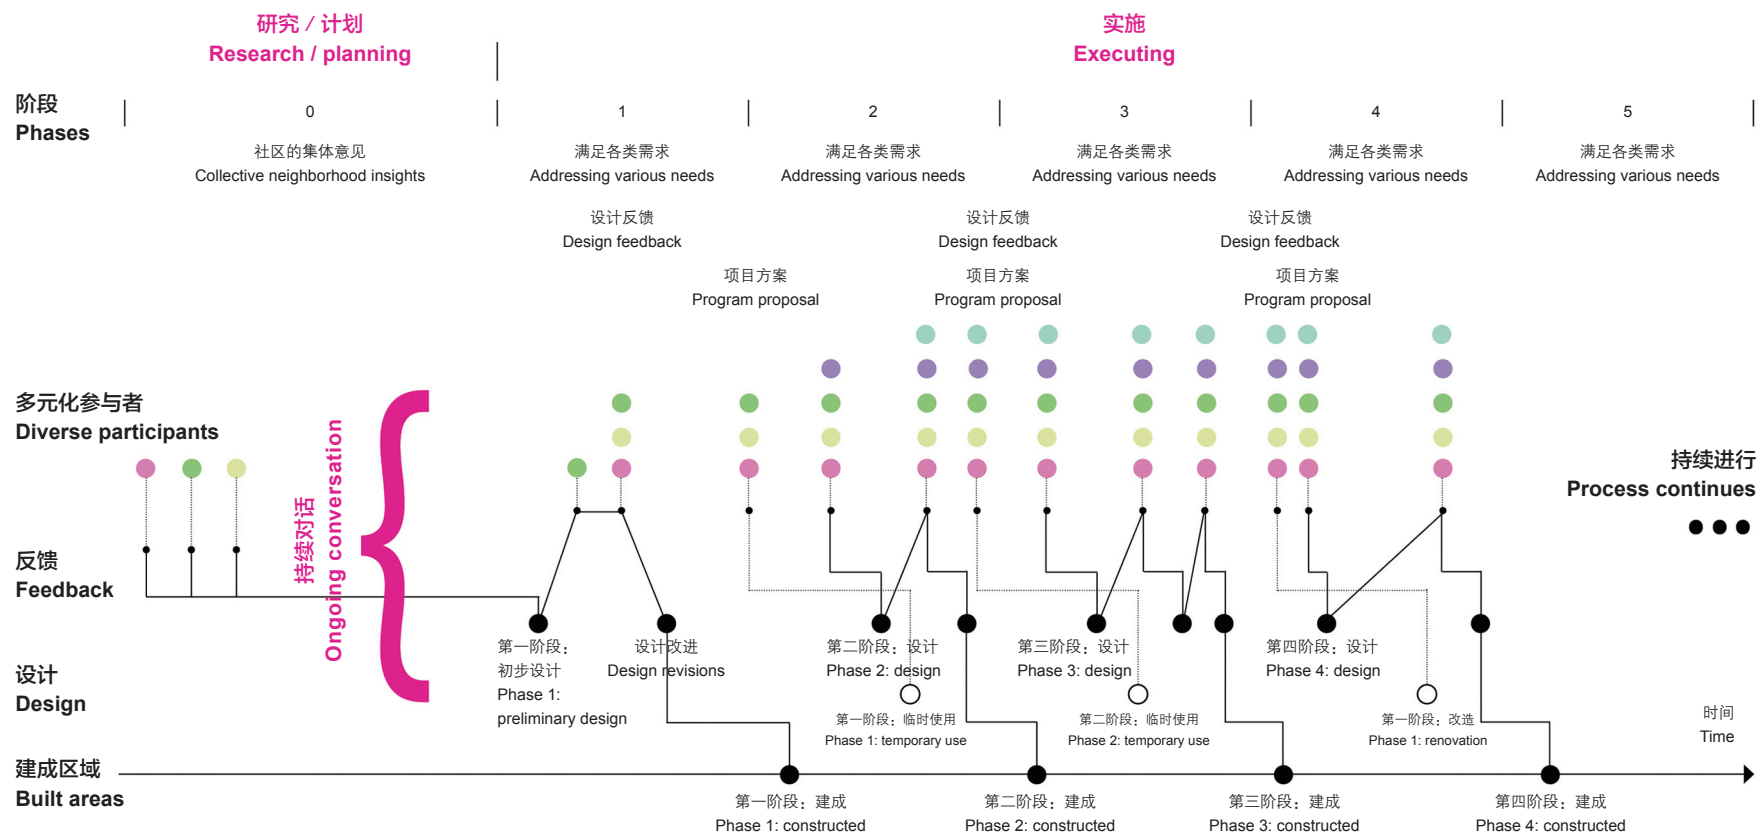 研究 / 计划
Research / planning
实施
Executing
阶段
Phases
0
1
2
3
4
5
社区的集体意见
Collective neighborhood insights
满足各类需求
Addressing various needs
满足各类需求
Addressing various needs
满足各类需求
Addressing various needs
满足各类需求
Addressing various needs
满足各类需求
Addressing various needs
设计反馈
Design feedback
设计反馈
Design feedback
设计反馈
Design feedback
项目方案
Program proposal
项目方案
Program proposal
项目方案
Program proposal
多元化参与者
Diverse participants
持续对话
Ongoing conversation
持续进行
Process continues
反馈
Feedback
设计
Design
第一阶段：
初步设计
Phase 1:
preliminary design
设计改进
Design revisions
第二阶段：设计
Phase 2: design
第三阶段：设计
Phase 3: design
第四阶段：设计
Phase 4: design
第一阶段：临时使用
Phase 1: temporary use
第二阶段：临时使用
Phase 2: temporary use
第一阶段：改造
Phase 1: renovation
时间
Time
建成区域
Built areas
第一阶段：建成
Phase 1: constructed
第二阶段：建成
Phase 2: constructed
第三阶段：建成
Phase 3: constructed
第四阶段：建成
Phase 4: constructed